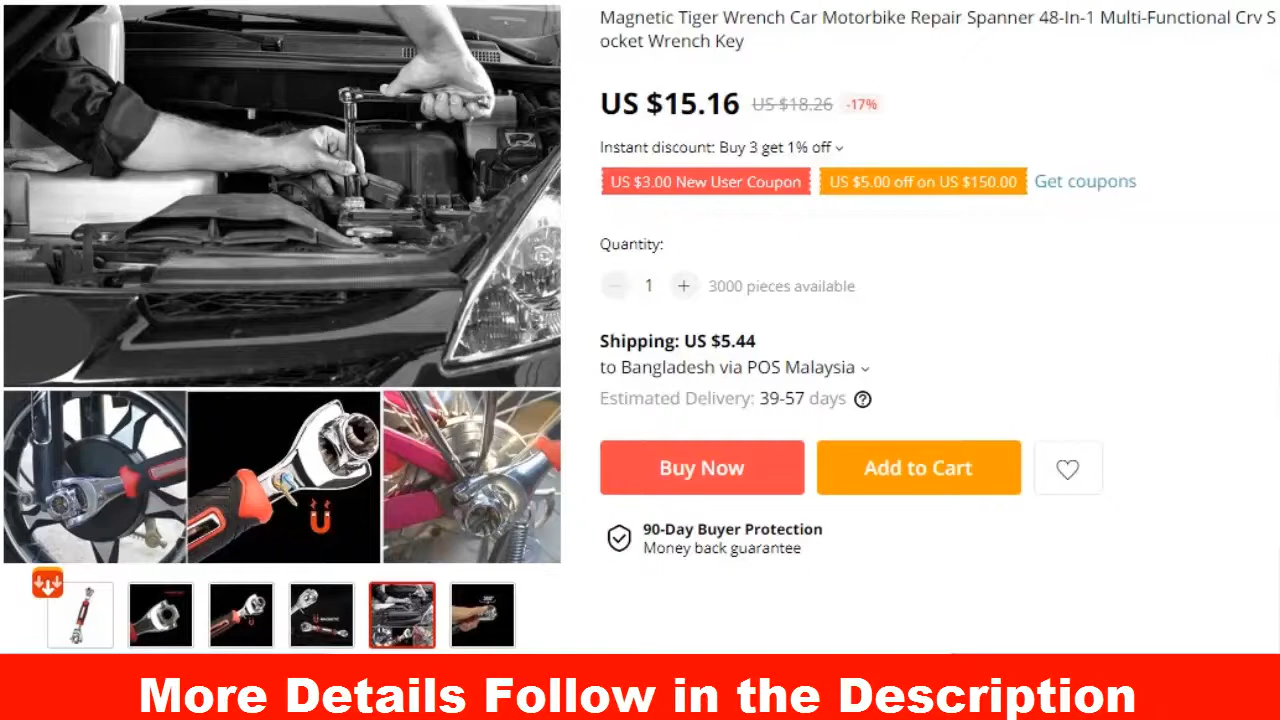 Magnetic Tiger Wrench Car Motorbike Repair Spanner 48-In-1 Multi-Functional Crv S
ocket Wrench Key
US $15.16 US $18.26 -17%
Instant discount: Buy 3 get 1% off
US $3.00 New User Coupon US $5.00 off on US $150.00 Get coupons
Quantity:
1 3000 pieces available
Shipping: US $5.44
to Bangladesh via POS Malaysia
Estimated Delivery: 39-57 days
Buy Now Add to Cart
90-Day Buyer Protection
Money back guarantee
More Details Follow in the Description